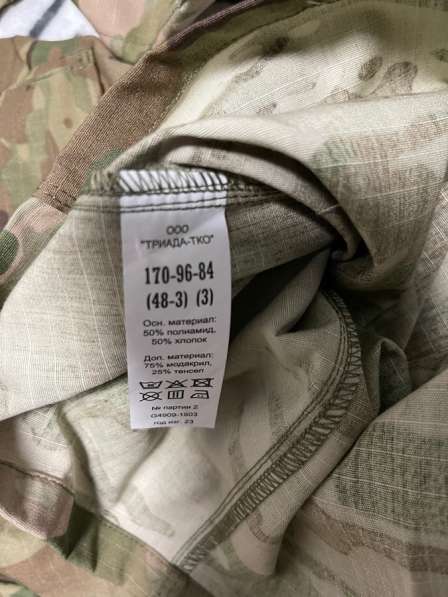 ООО
"ТРИАДА-ТКО"
170-96-84
(48-3) (3)
Осн. материал:
50% полиамид,
50% хлопок
Доп. материал:
75% модакрил,
25% тенсел
№ партии 2
G4909-1803
год изг. 23